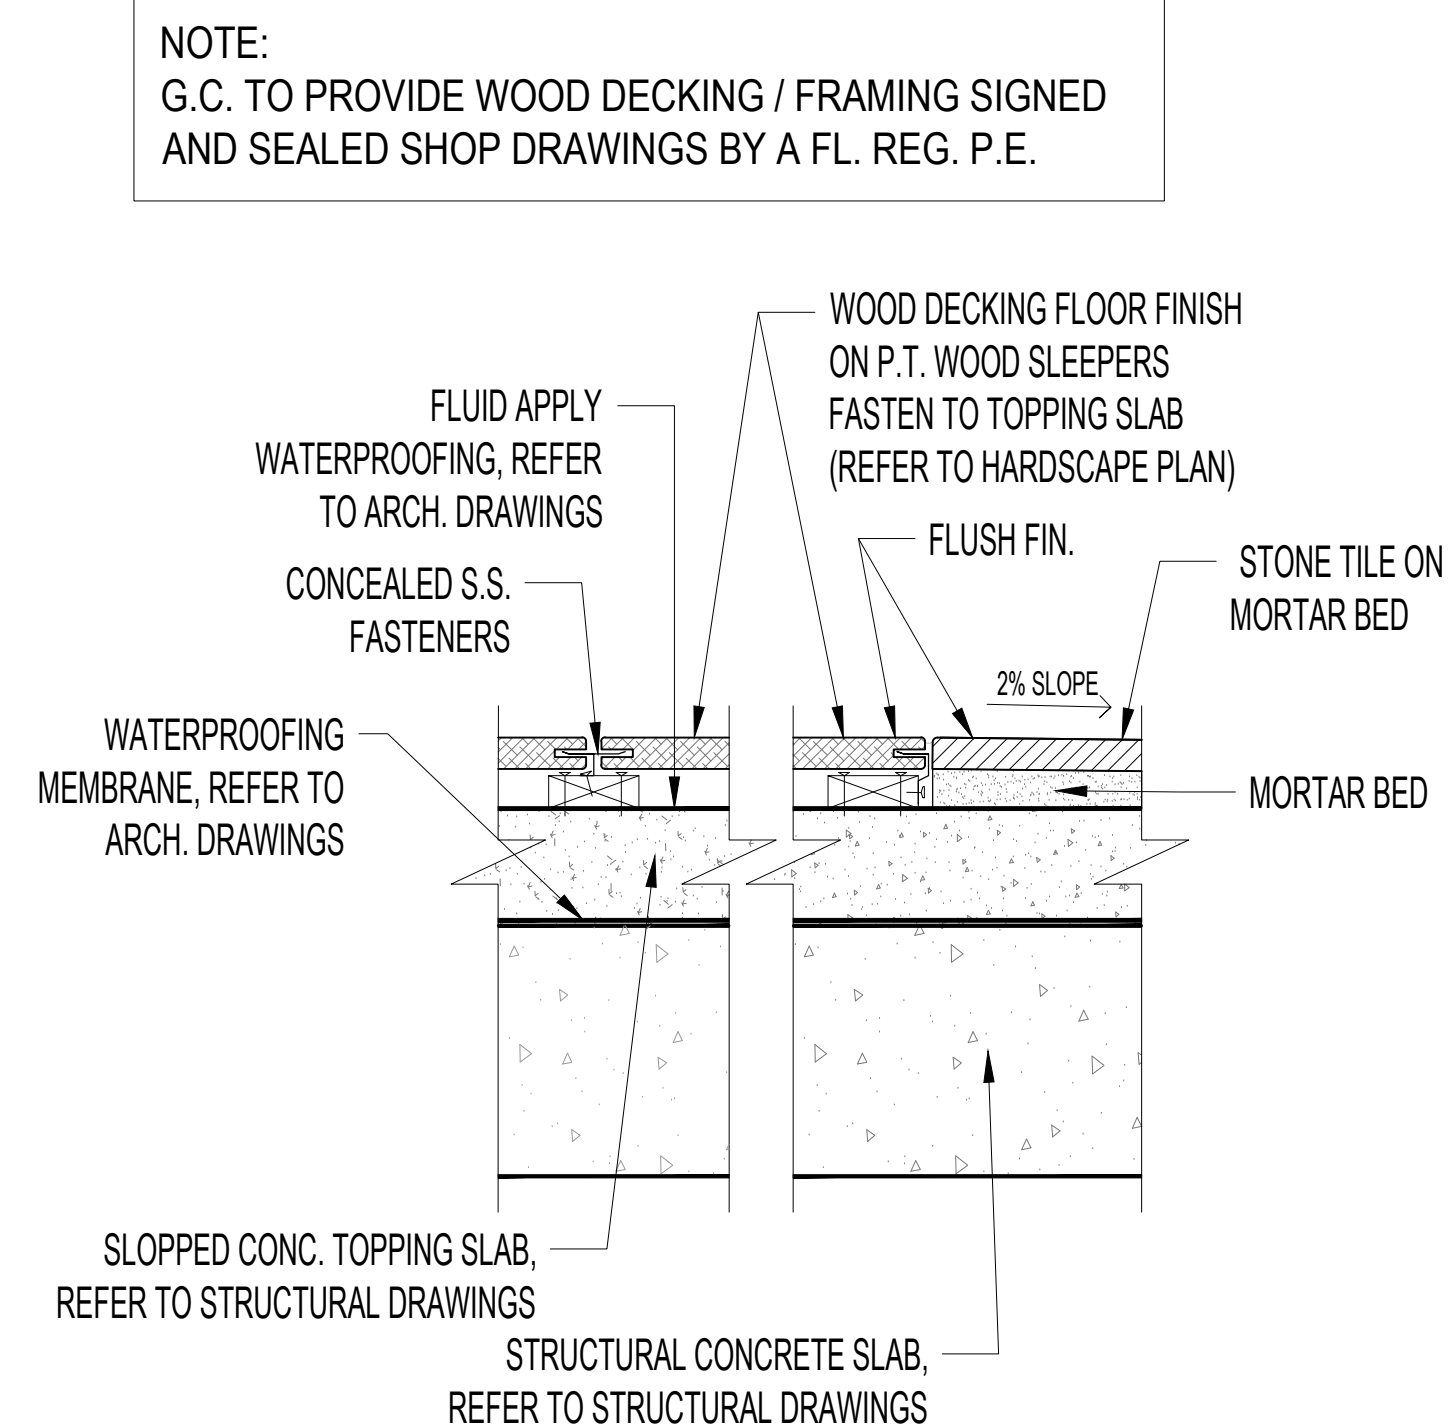 NOTE:
G.C. TO PROVIDE WOOD DECKING / FRAMING SIGNED
AND SEALED SHOP DRAWINGS BY A FL. REG. P.E.
WOOD DECKING FLOOR FINISH
ON P.T. WOOD SLEEPERS
FASTEN TO TOPPING SLAB
(REFER TO HARDSCAPE PLAN)
FLUID APPLY
WATERPROOFING, REFER
TO ARCH. DRAWINGS
FLUSH FIN.
STONE TILE ON
MORTAR BED
CONCEALED S.S.
FASTENERS
2% SLOPE
WATERPROOFING
MEMBRANE, REFER TO
ARCH. DRAWINGS
MORTAR BED
SLOPPED CONC. TOPPING SLAB,
REFER TO STRUCTURAL DRAWINGS
STRUCTURAL CONCRETE SLAB,
REFER TO STRUCTURAL DRAWINGS